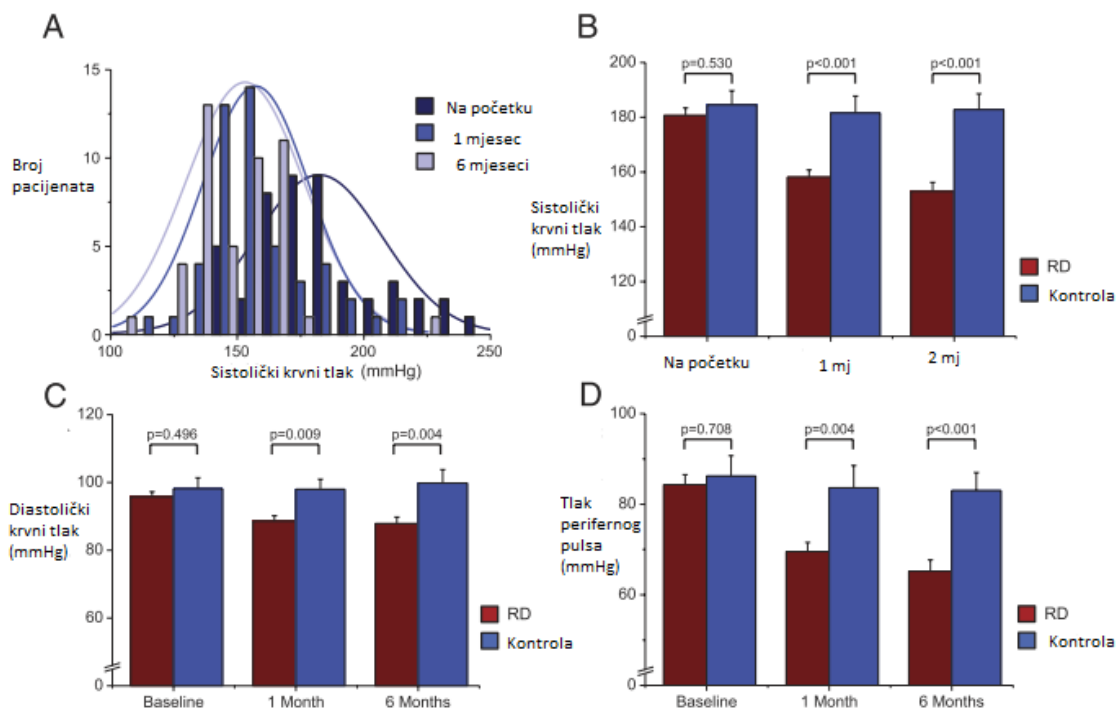 A
15
10
5
0
Broj
pacijenata
Na početku
1 mjesec
6 mjeseci
100
150
200
250
Sistolički krvni tlak (mmHg)
B
200
180
160
140
120
0
Sistolički
krvni tlak
(mmHg)
p=0.530
p<0.001
p<0.001
RD
Kontrola
Na početku
1 mj
2 mj
C
120
100
80
60
0
Diastolički
krvni tlak
(mmHg)
p=0.496
p=0.009
p=0.004
RD
Kontrola
Baseline
1 Month
6 Months
D
100
80
60
0
Tlak
perifernog
pulsa
(mmHg)
p=0.708
p=0.004
p<0.001
RD
Kontrola
Baseline
1 Month
6 Months